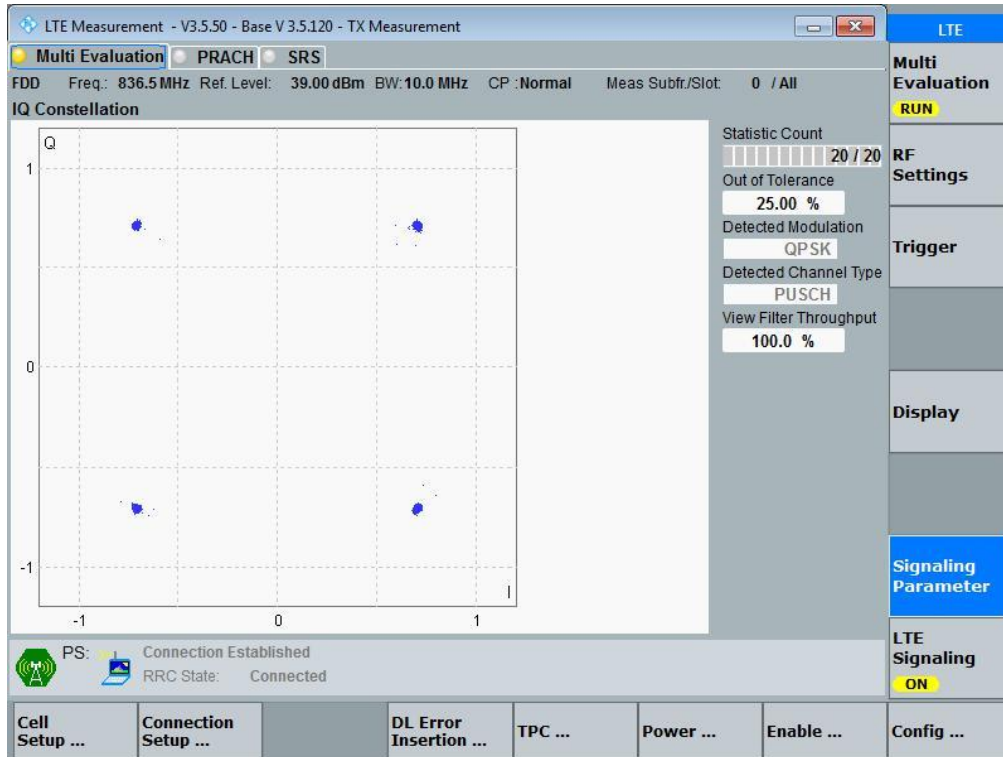 LTE Measurement - V3.5.50 - Base V 3.5.120 - TX Measurement
LTE
Multi Evaluation PRACH SRS
FDD Freq.: 836.5 MHz Ref. Level: 39.00 dBm BW: 10.0 MHz CP : Normal Meas Subfr./Slot: 0 / All
IQ Constellation
Q
1
0
-1
-1 0 1
I
Statistic Count
20 / 20
Out of Tolerance
25.00 %
Detected Modulation
QPSK
Detected Channel Type
PUSCH
View Filter Throughput
100.0 %
Multi
Evaluation
RUN
RF
Settings
Trigger
Display
Signaling
Parameter
LTE
Signaling
ON
PS: Connection Established
RRC State: Connected
Cell
Setup ...
Connection
Setup ...
DL Error
Insertion ...
TPC ...
Power ...
Enable ...
Config ...